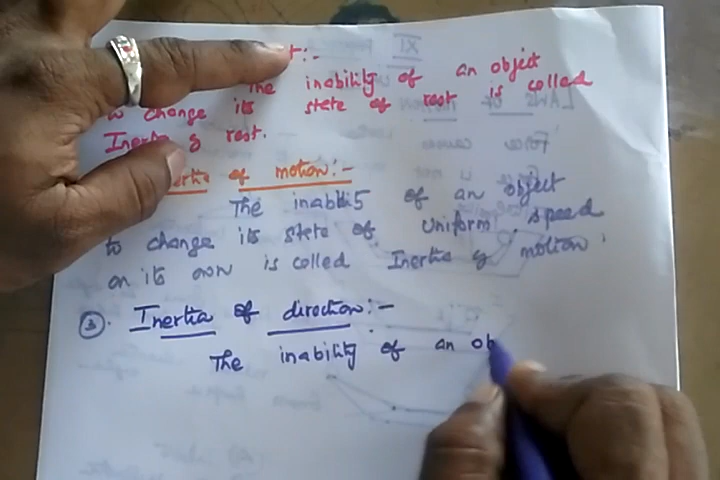 t:-
The inability of an object
to change its state of rest is called
Inertia of rest.
ertia of motion:-
The inability of an object
to change its state of Uniform speed
on its own is called Inertia of motion.
3. Inertia of direction:-
The inability of an ob